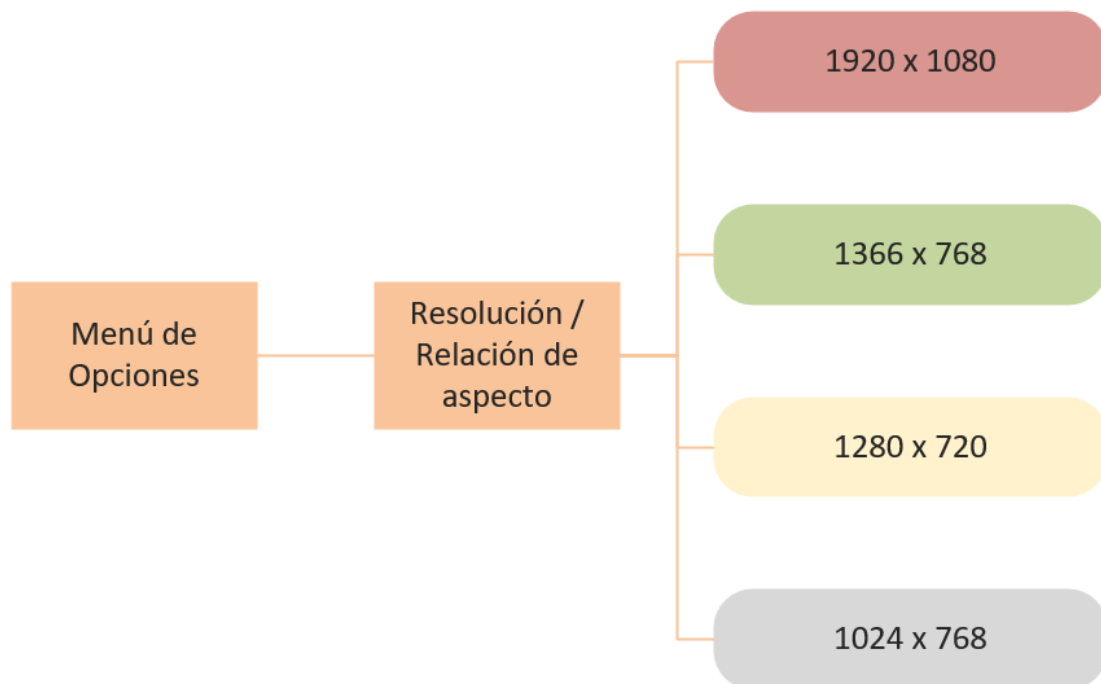 Menú de
Opciones
Resolución /
Relación de
aspecto
1920 x 1080
1366 x 768
1280 x 720
1024 x 768